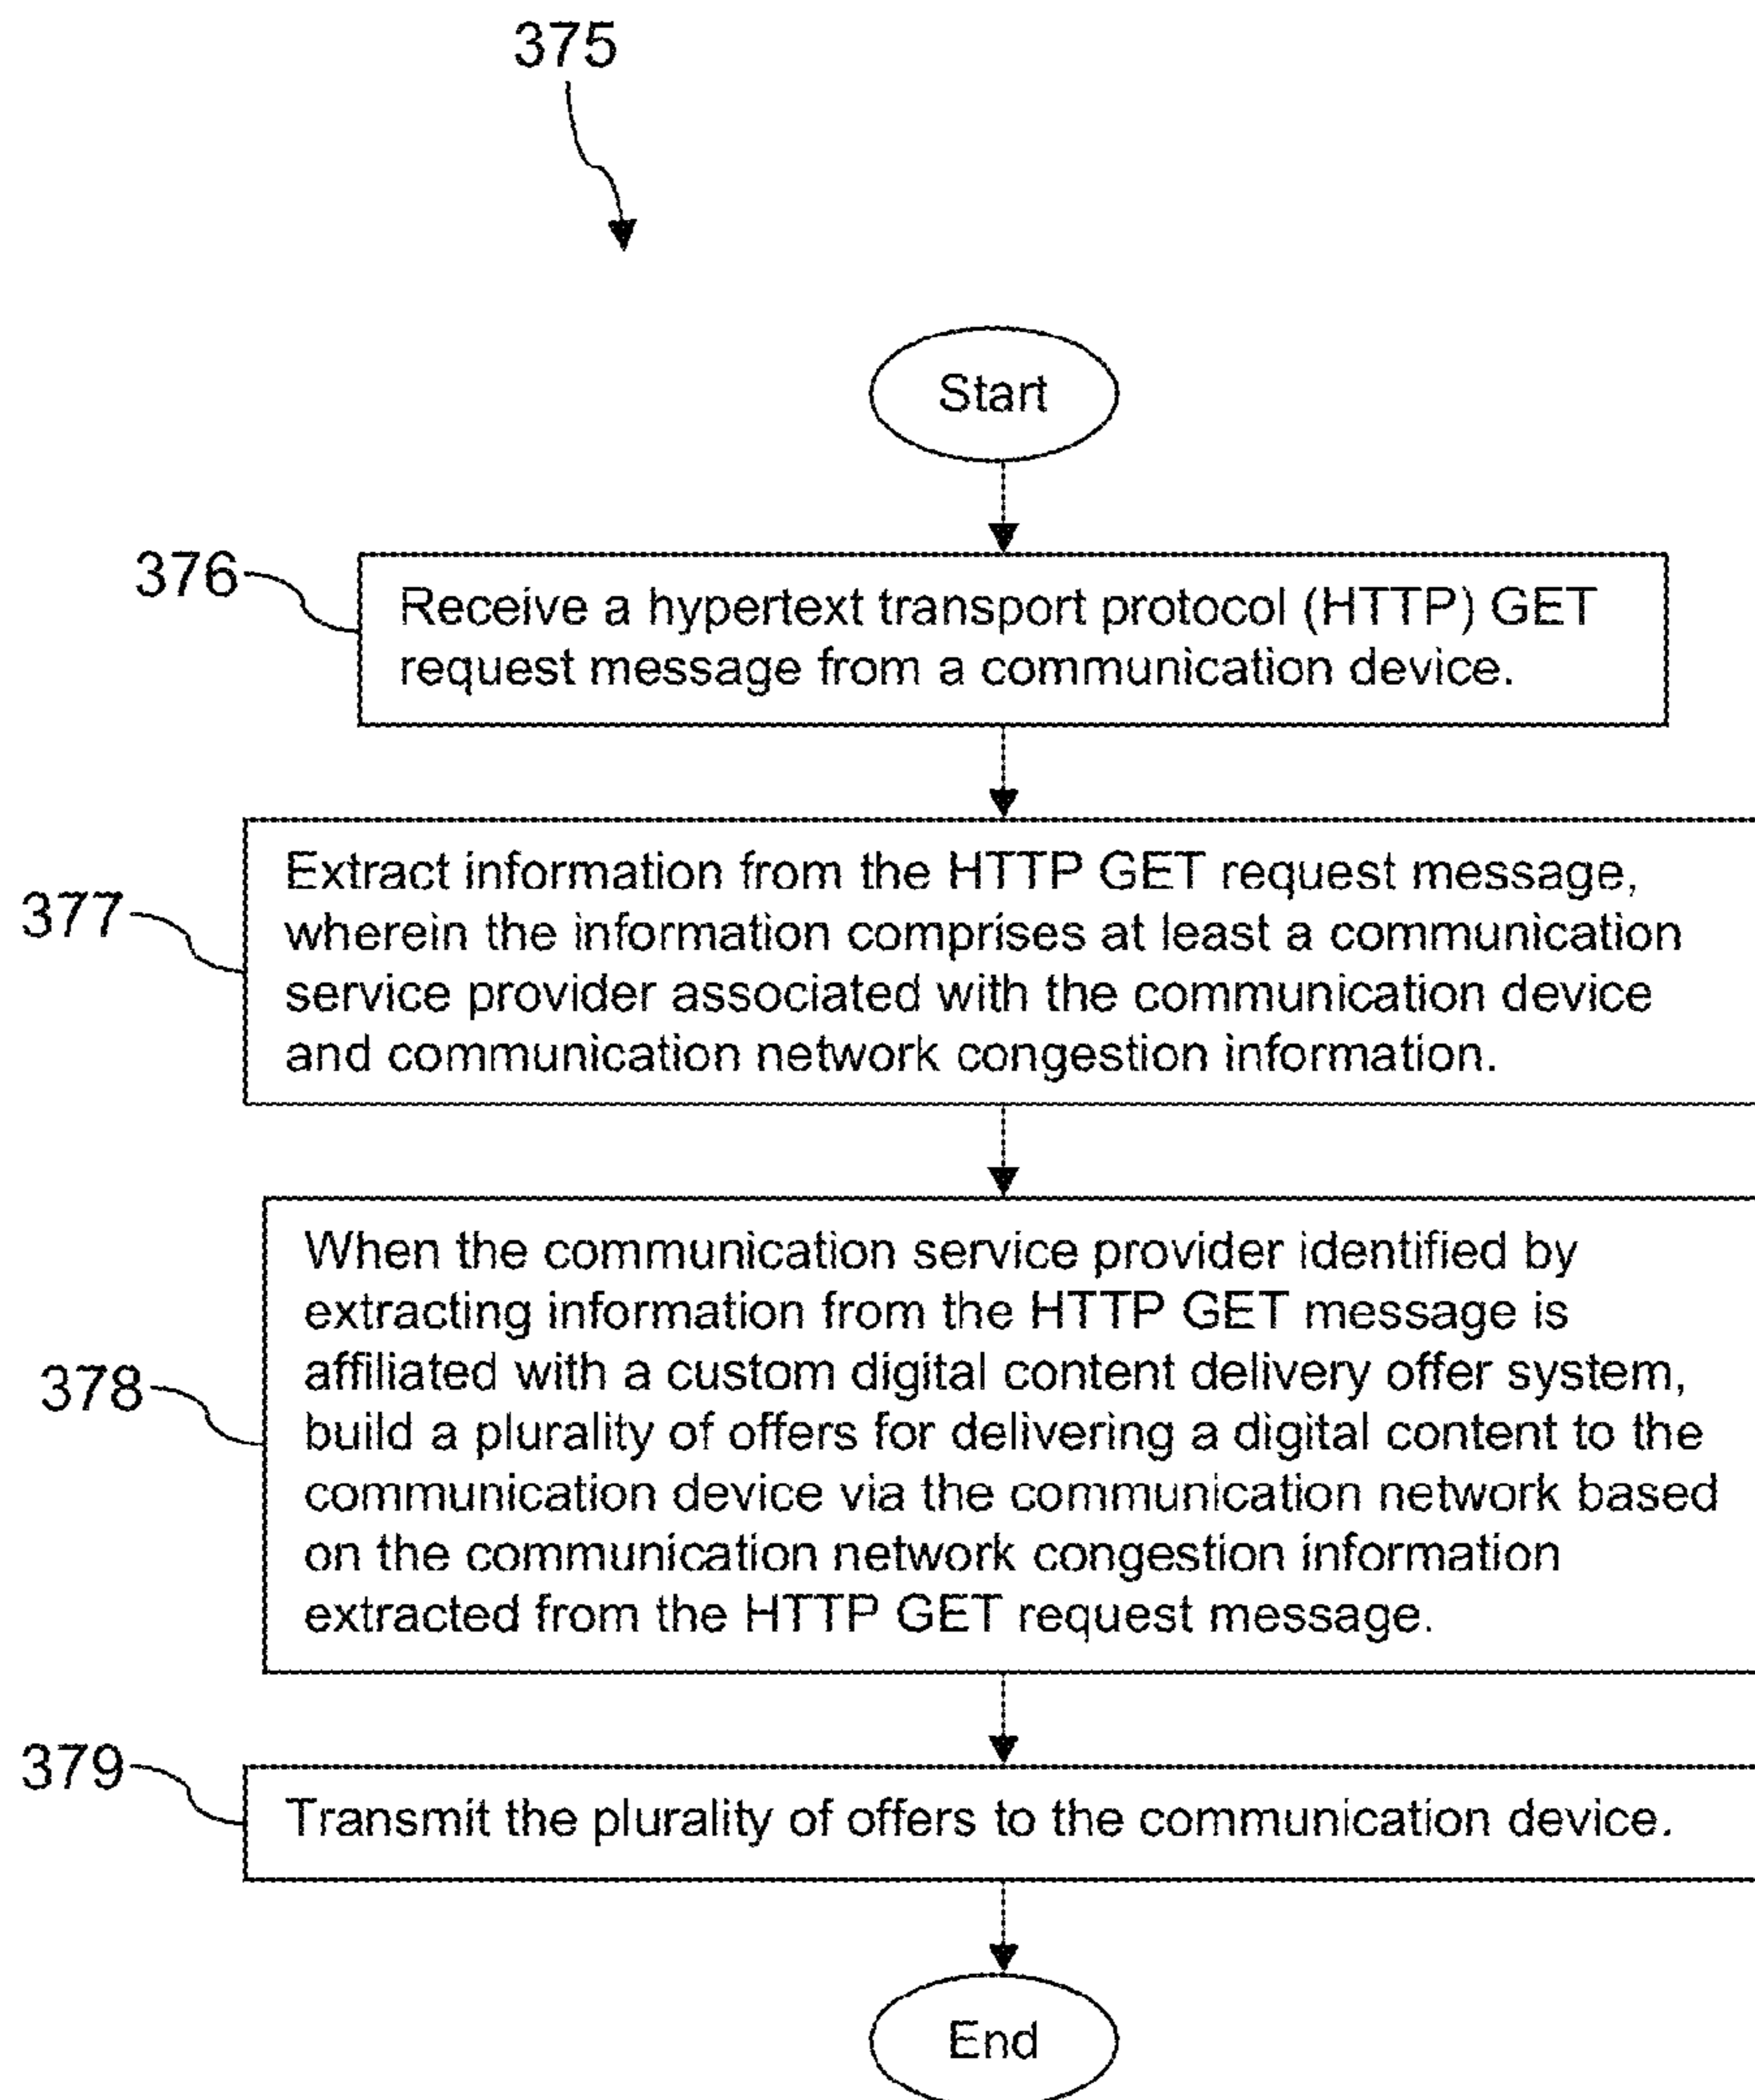 375
Start
376
Receive a hypertext transport protocol (HTTP) GET
request message from a communication device.
377
Extract information from the HTTP GET request message,
wherein the information comprises at least a communication
service provider associated with the communication device
and communication network congestion information.
378
When the communication service provider identified by
extracting information from the HTTP GET message is
affiliated with a custom digital content delivery offer system,
build a plurality of offers for delivering a digital content to the
communication device via the communication network based
on the communication network congestion information
extracted from the HTTP GET request message.
379
Transmit the plurality of offers to the communication device.
End